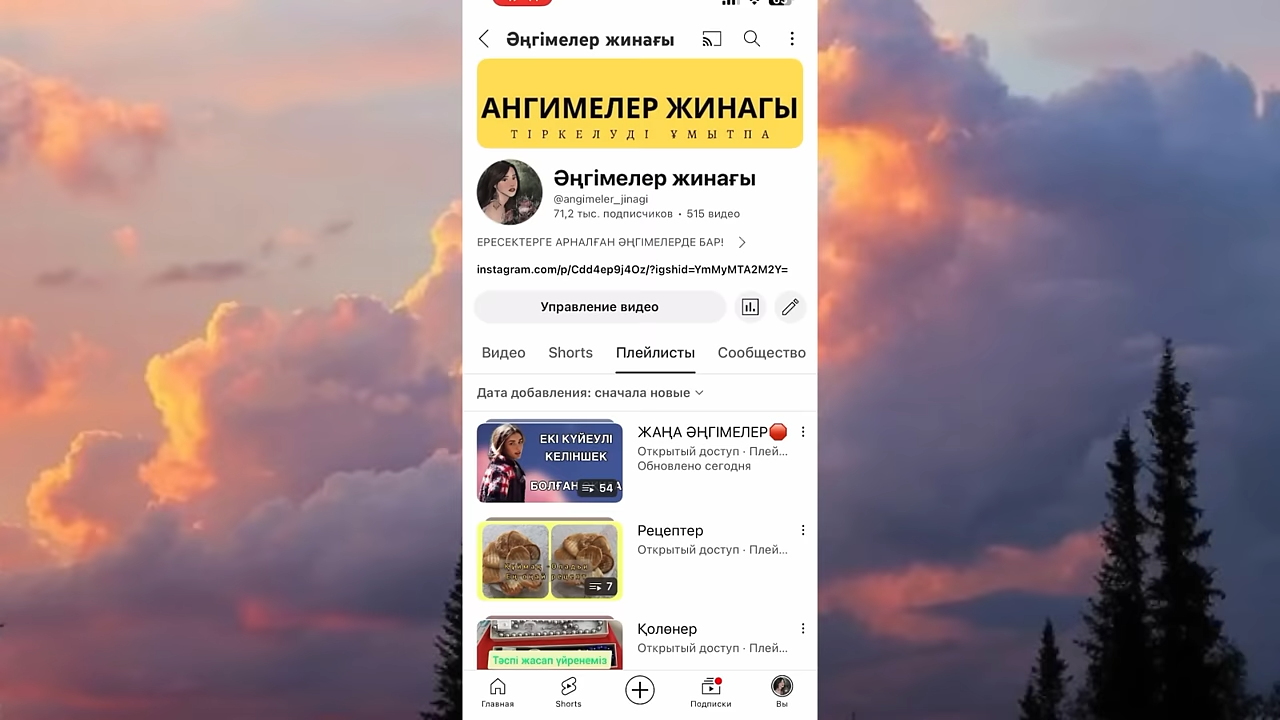 Әңгімелер жинағы
АНГИМЕЛЕР ЖИНАГЫ
ТІРКЕЛУДІ ҰМЫТПА
Әңгімелер жинағы
@angimeler_jinagi
71,2 тыс. подписчиков • 515 видео
ЕРЕСЕКТЕРГЕ АРНАЛҒАН ӘҢГІМЕЛЕРДЕ БАР!
instagram.com/p/Cdd4ep9j4Oz/?igshid=YmMyMTA2M2Y=
Управление видео
Видео Shorts Плейлисты Сообщество
Дата добавления: сначала новые
ЕКІ КҮЙЕУЛІ
КЕЛІНШЕК
54
ЖАҢА ӘҢГІМЕЛЕР
Открытый доступ · Плей...
Обновлено сегодня
7
Рецептер
Открытый доступ · Плей...
Тәспі жасап үйренеміз
Қолөнер
Открытый доступ · Плей...
Главная Shorts Подписки Вы